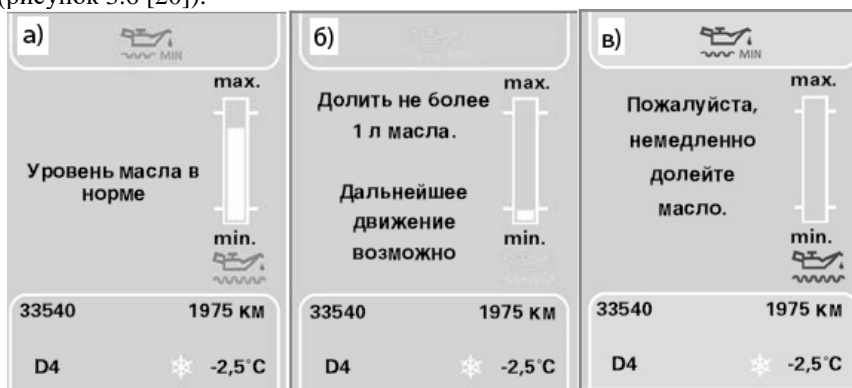 (рисунок 3.6 [20]).
а)
MIN
max.
Уровень масла в
норме
min.
33540 1975 км
D4 -2,5°C
б)
max.
Долить не более
1 л масла.
Дальнейшее
движение
возможно
min.
33540 1975 км
D4 -2,5°C
в)
MIN
max.
Пожалуйста,
немедленно
долейте
масло.
min.
33540 1975 км
D4 -2,5°C